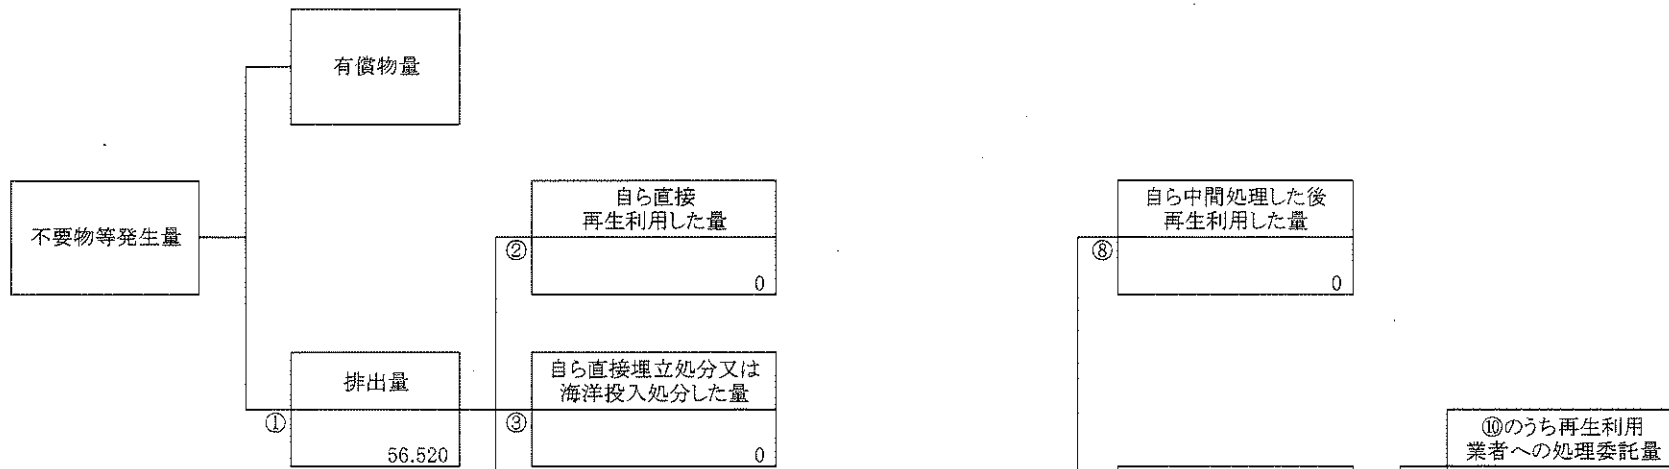 有償物量
不要物等発生量
自ら直接
再生利用した量
②
0
自ら中間処理した後
再生利用した量
⑧
0
排出量
①
56.520
自ら直接埋立処分又は
海洋投入処分した量
③
0
⑩のうち再生利用
業者への処理委託量